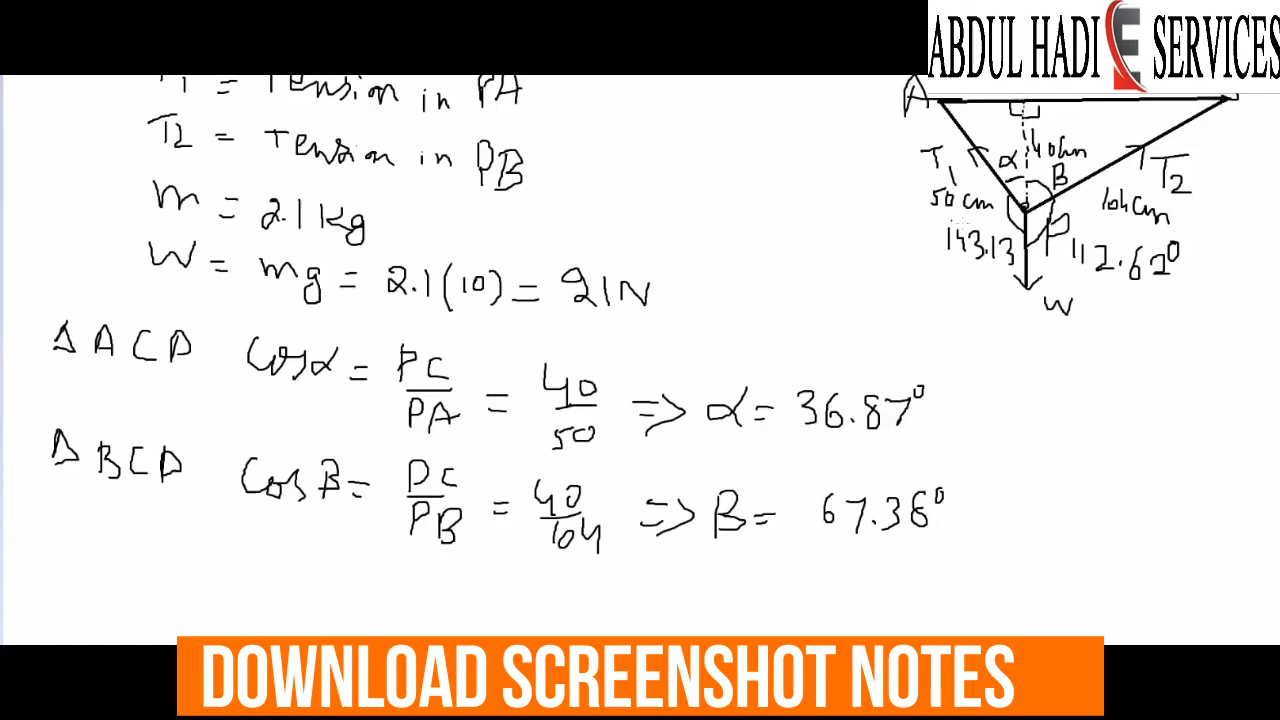 ABDUL HADI E SERVICES
T1 = Tension in PA
T2 = Tension in PB
m = 2.1 kg
W = mg = 2.1(10) = 21N
Δ ACP cosα = PC/PA = 40/50 => α = 36.87°
Δ BCP cosB = PC/PB = 40/104 => B = 67.38°
A
40cm
α
B
T1
T2
50 cm
104cm
P
143.13
112.62°
W
DOWNLOAD SCREENSHOT NOTES